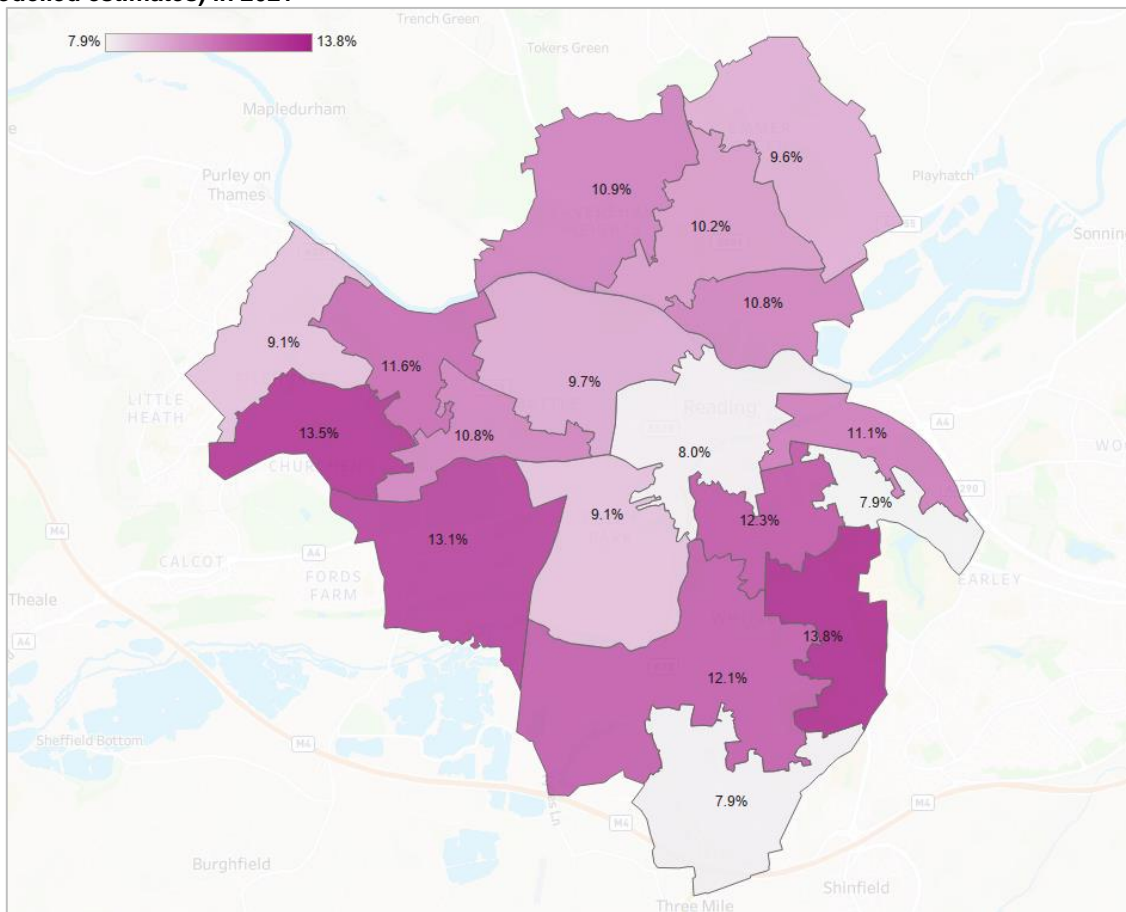 Trench Green
7.9%
13.8%
Tokers Green
Mapledurham
9.6%
Playhatch
Purley on
Thames
10.9%
10.2%
Sonning
10.8%
9.1%
11.6%
9.7%
LITTLE
HEATH
13.5%
10.8%
Reading
11.1%
A4
8.0%
7.9%
M4
9.1%
12.3%
13.1%
CALCOT
A4
FORDS
FARM
EARLEY
Theale
A4
13.8%
12.1%
Sheffield Bottom
M4
7.9%
M4
M4
Burghfield
Shinfield
Three Mile